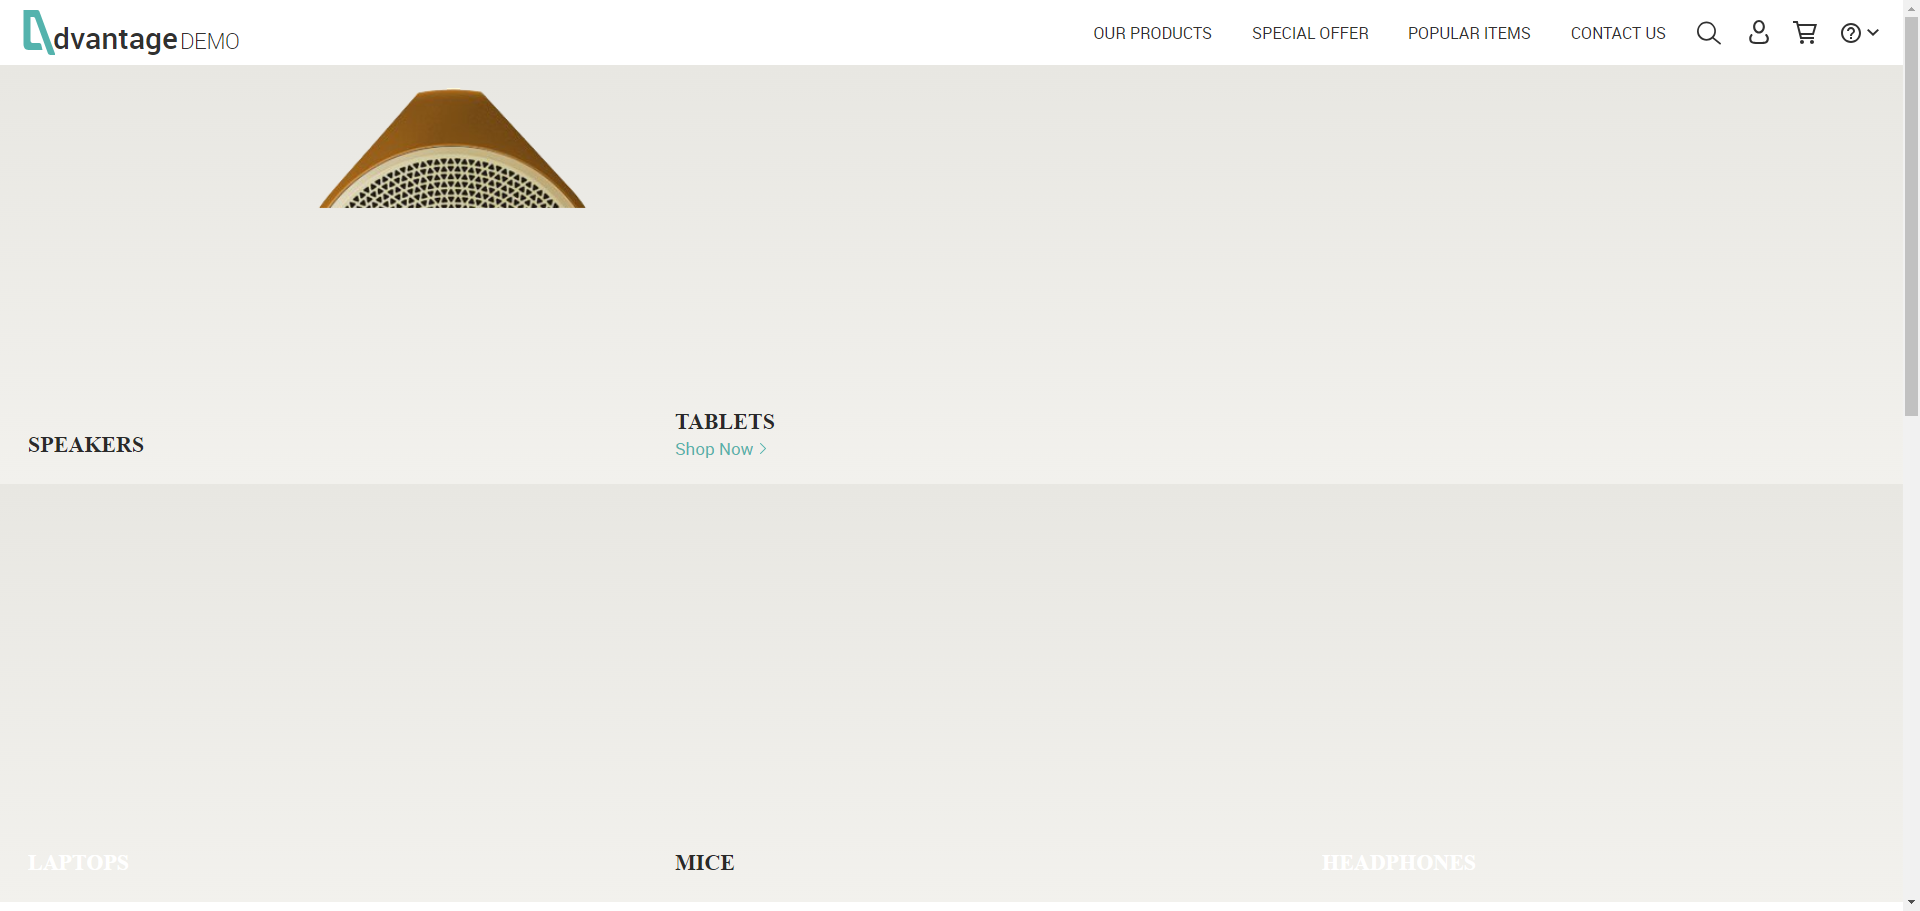 dvantage DEMO
OUR PRODUCTS
SPECIAL OFFER
POPULAR ITEMS
CONTACT US
SPEAKERS
TABLETS
Shop Now
LAPTOPS
MICE
HEADPHONES